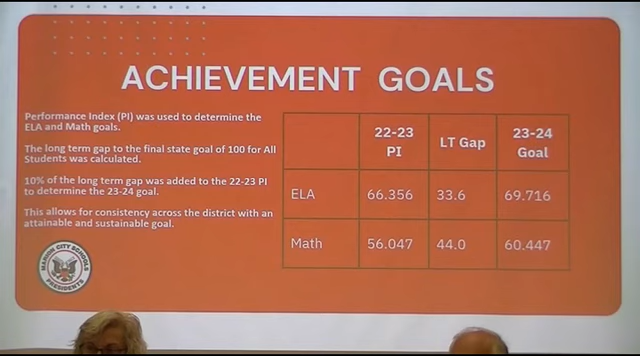 ACHIEVEMENT GOALS
Performance Index (PI) was used to determine the
ELA and Math goals.
The long term gap to the final state goal of 100 for All
Students was calculated.
10% of the long term gap was added to the 22-23 PI
to determine the 23-24 goal.
This allows for consistency across the district with an
attainable and sustainable goal.
22-23 PI LT Gap 23-24 Goal
ELA 66.356 33.6 69.716
Math 56.047 44.0 60.447
MARION CITY SCHOOLS
PRESIDENTS